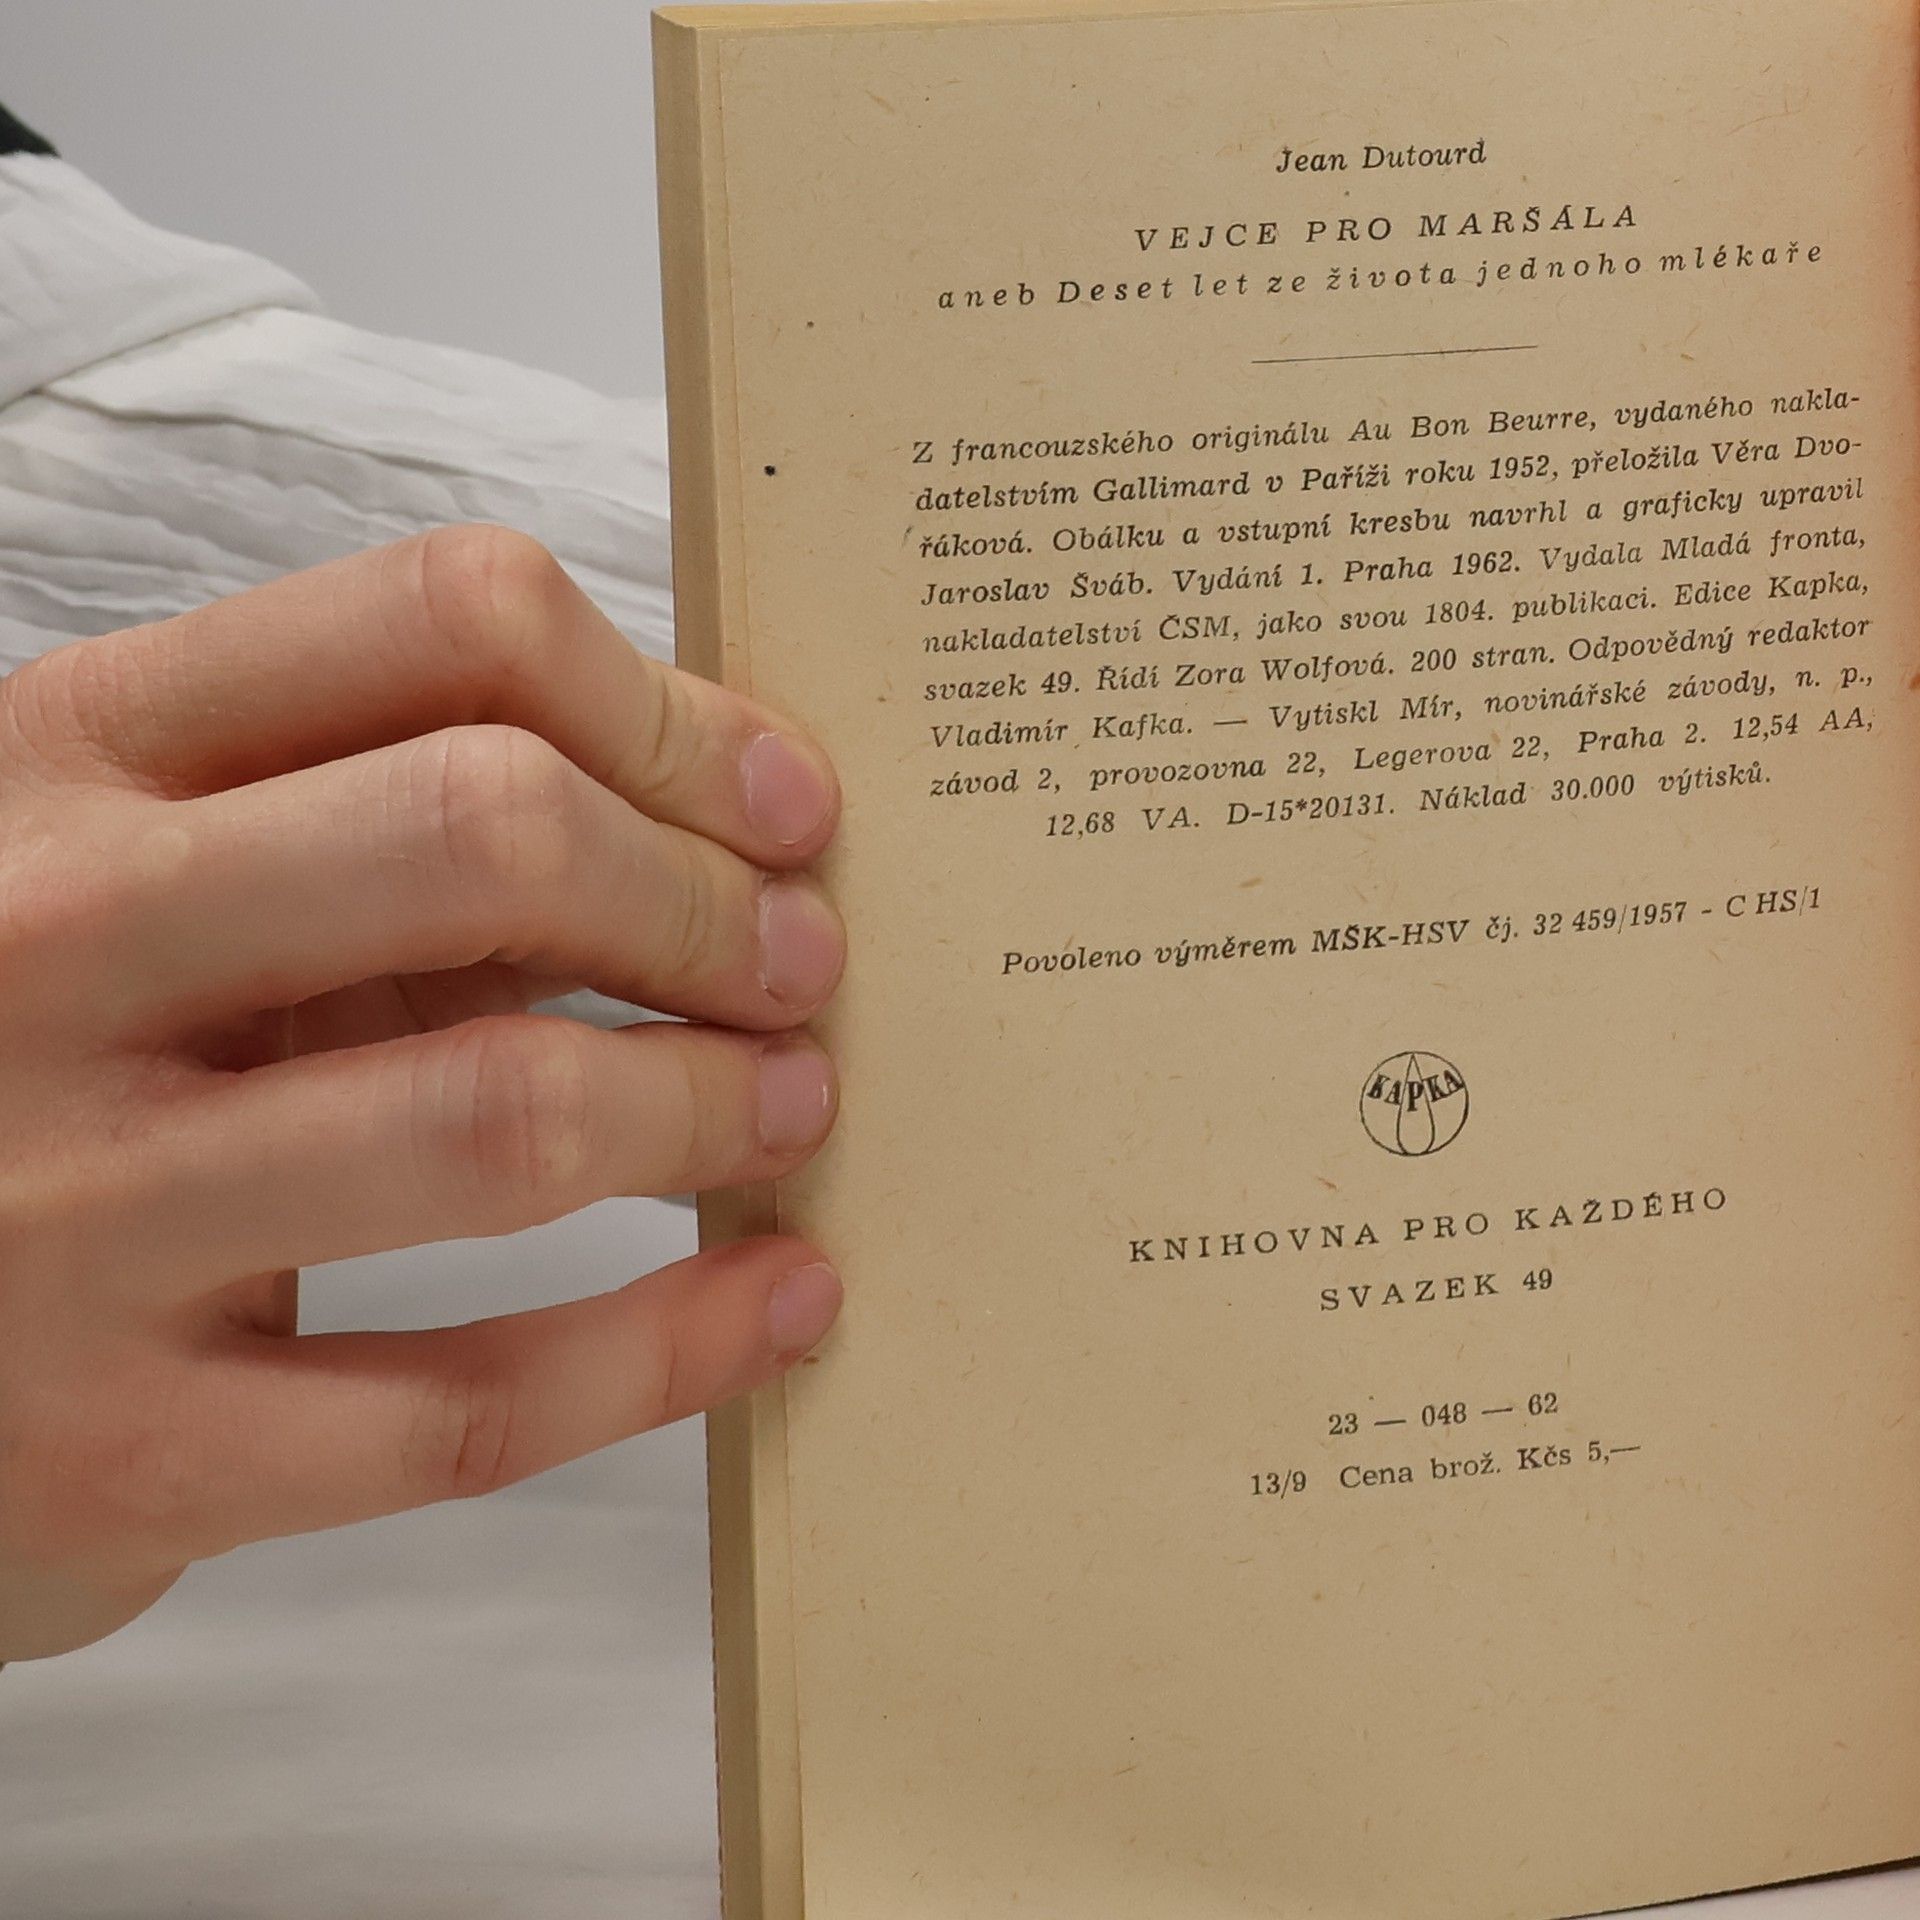 Jean Dutourd
VEJCE PRO MARŠÁLA
aneb Deset let ze života jednoho mlékaře
Z francouzského originálu Au Bon Beurre, vydaného nakla-
datelstvím Gallimard v Paříži roku 1952, přeložila Věra Dvo-
řáková. Obálku a vstupní kresbu navrhl a graficky upravil
Jaroslav Šváb. Vydání 1. Praha 1962. Vydala Mladá fronta,
nakladatelství ČSM, jako svou 1804. publikaci. Edice Kapka,
svazek 49. Řídí Zora Wolfová. 200 stran. Odpovědný redaktor
Vladimír Kafka. — Vytiskl Mír, novinářské závody, n. p.,
závod 2, provozovna 22, Legerova 22, Praha 2. 12,54 AA,
12,68 VA. D-15*20131. Náklad 30.000 výtisků.
Povoleno výměrem MŠK-HSV čj. 32 459/1957 - C HS/1
KAPKA
KNIHOVNA PRO KAŽDÉHO
SVAZEK 49
23 — 048 — 62
13/9 Cena brož. Kčs 5,—